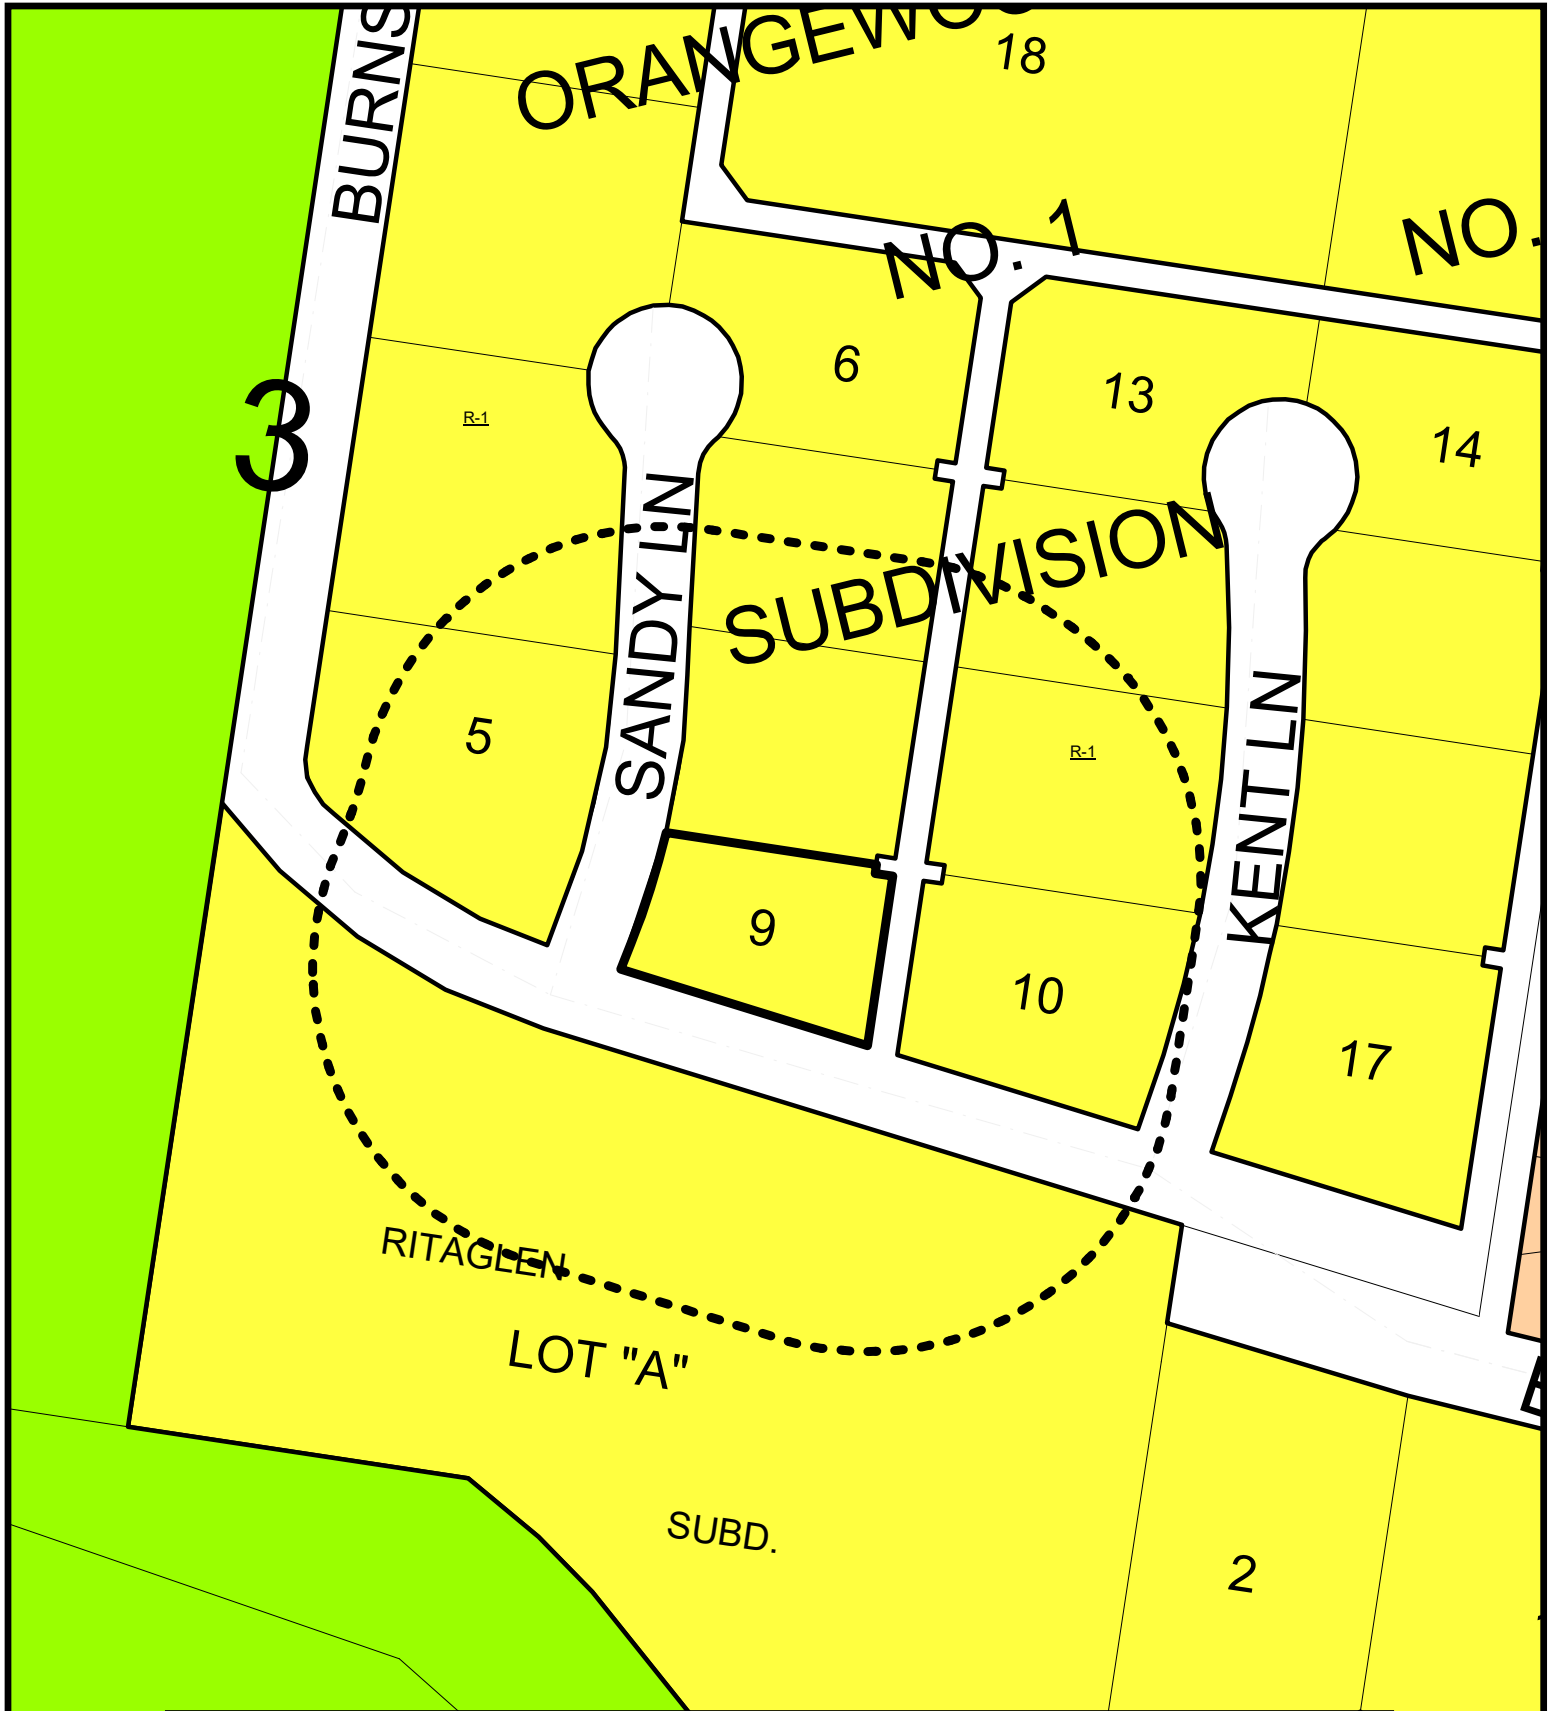 BURNS
ORANGEWOO
18
NO. 1
NO.
6
13
14
3
R-1
SANDY LN
SUBDIVISION
5
R-1
KENT LN
9
10
17
RITAGLEN
LOT "A"
SUBD.
2